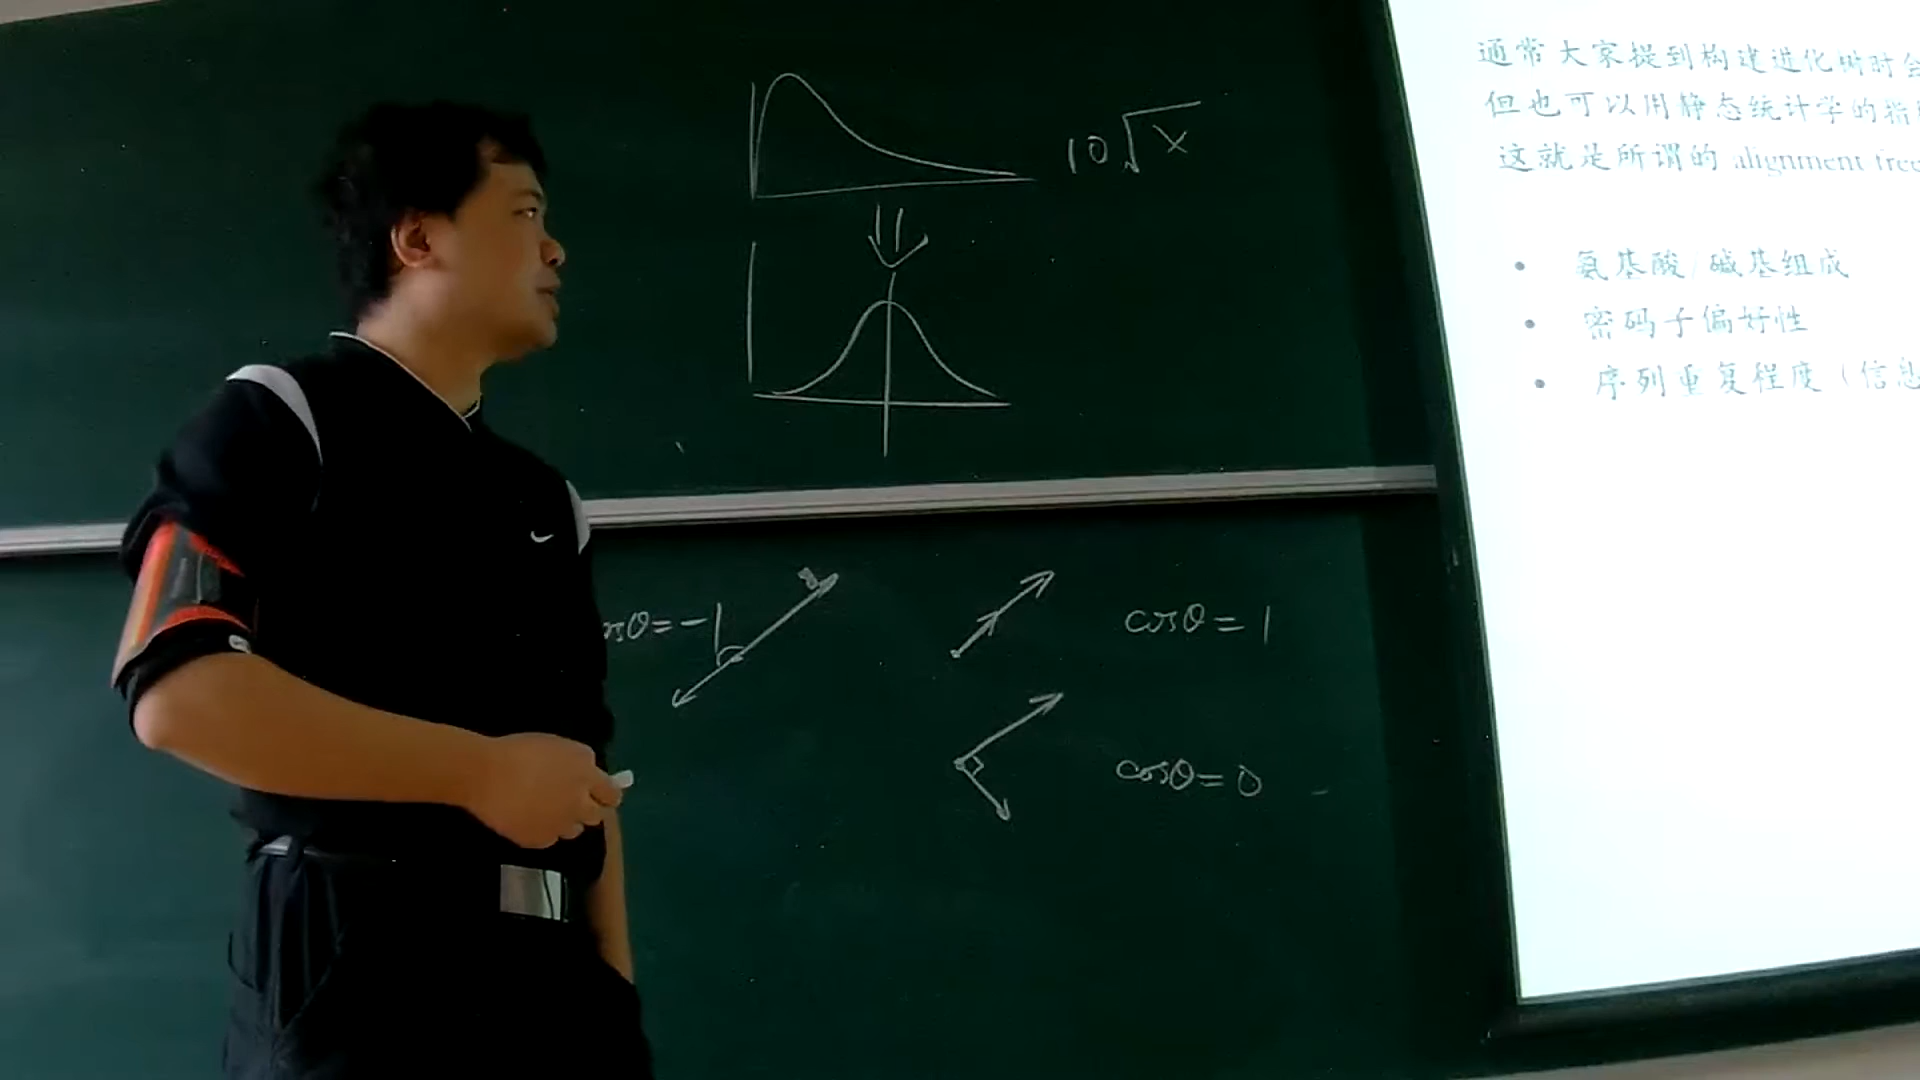 10√x
osθ=-1
cosθ=1
cosθ=0
通常大家提到构建进化树时会
但也可以用静态统计学的指
这就是所谓的 alignment free
氨基酸/碱基组成
密码子偏好性
序列重复程度（信息